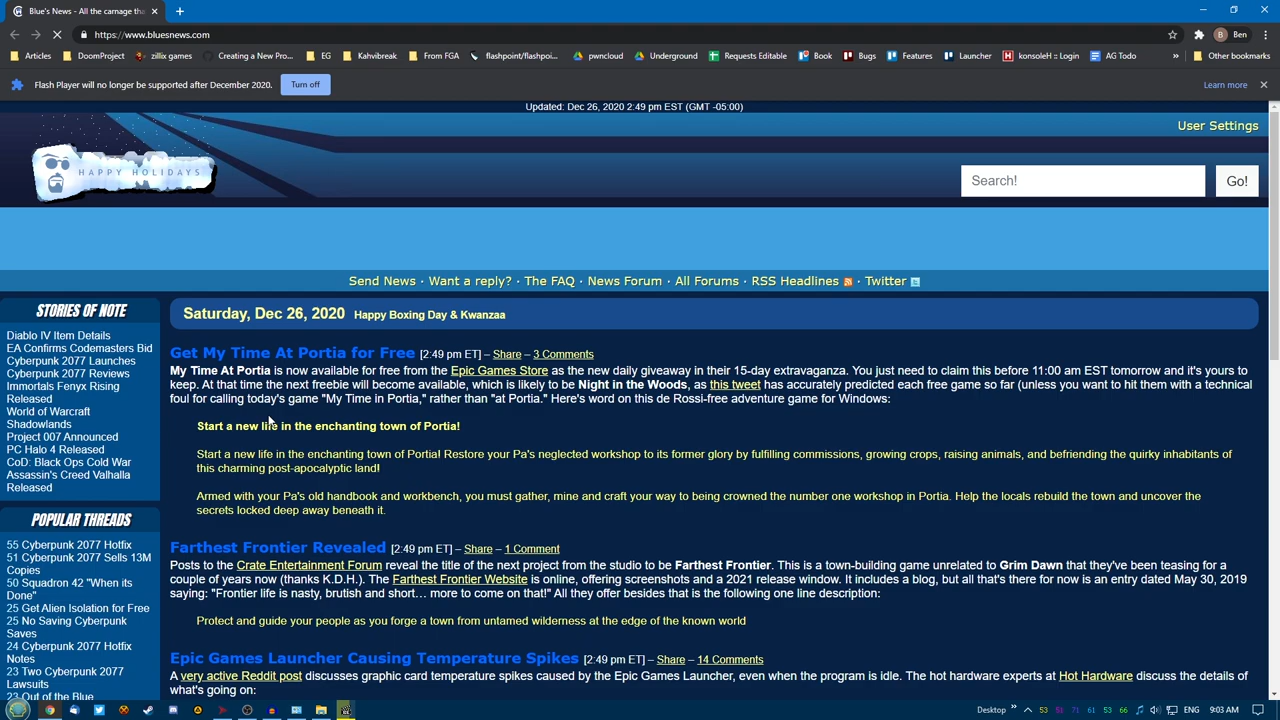 Blue's News - All the carnage tha
https://www.bluesnews.com
Ben
Articles DoomProject zillix games Creating a New Pro... EG Kahvibreak From FGA flashpoint/flashpoi... pwncloud Underground Requests Editable Book Bugs Features Launcher konsoleH :: Login AG Todo » Other bookmarks
Flash Player will no longer be supported after December 2020. Turn off Learn more
Updated: Dec 26, 2020 2:49 pm EST (GMT -05:00)
User Settings
HAPPY HOLIDAYS
Search! Go!
Send News · Want a reply? · The FAQ · News Forum · All Forums · RSS Headlines · Twitter
STORIES OF NOTE
Diablo IV Item Details
EA Confirms Codemasters Bid
Cyberpunk 2077 Launches
Cyberpunk 2077 Reviews
Immortals Fenyx Rising
Released
World of Warcraft
Shadowlands
Project 007 Announced
PC Halo 4 Released
CoD: Black Ops Cold War
Assassin's Creed Valhalla
Released
POPULAR THREADS
55 Cyberpunk 2077 Hotfix
51 Cyberpunk 2077 Sells 13M
Copies
50 Squadron 42 "When its
Done"
25 Get Alien Isolation for Free
25 No Saving Cyberpunk
Saves
24 Cyberpunk 2077 Hotfix
Notes
23 Two Cyberpunk 2077
Lawsuits
23 Out of the Blue
Saturday, Dec 26, 2020 Happy Boxing Day & Kwanzaa
Get My Time At Portia for Free [2:49 pm ET] – Share – 3 Comments
My Time At Portia is now available for free from the Epic Games Store as the new daily giveaway in their 15-day extravaganza. You just need to claim this before 11:00 am EST tomorrow and it's yours to
keep. At that time the next freebie will become available, which is likely to be Night in the Woods, as this tweet has accurately predicted each free game so far (unless you want to hit them with a technical
foul for calling today's game "My Time in Portia," rather than "at Portia." Here's word on this de Rossi-free adventure game for Windows:
Start a new life in the enchanting town of Portia!
Start a new life in the enchanting town of Portia! Restore your Pa's neglected workshop to its former glory by fulfilling commissions, growing crops, raising animals, and befriending the quirky inhabitants of
this charming post-apocalyptic land!
Armed with your Pa's old handbook and workbench, you must gather, mine and craft your way to being crowned the number one workshop in Portia. Help the locals rebuild the town and uncover the
secrets locked deep away beneath it.
Farthest Frontier Revealed [2:49 pm ET] – Share – 1 Comment
Posts to the Crate Entertainment Forum reveal the title of the next project from the studio to be Farthest Frontier. This is a town-building game unrelated to Grim Dawn that they've been teasing for a
couple of years now (thanks K.D.H.). The Farthest Frontier Website is online, offering screenshots and a 2021 release window. It includes a blog, but all that's there for now is an entry dated May 30, 2019
saying: "Frontier life is nasty, brutish and short… more to come on that!" All they offer besides that is the following one line description:
Protect and guide your people as you forge a town from untamed wilderness at the edge of the known world
Epic Games Launcher Causing Temperature Spikes [2:49 pm ET] – Share – 14 Comments
A very active Reddit post discusses graphic card temperature spikes caused by the Epic Games Launcher, even when the program is idle. The hot hardware experts at Hot Hardware discuss the details of
what's going on:
Desktop » 53 51 71 61 53 66 ENG 9:03 AM